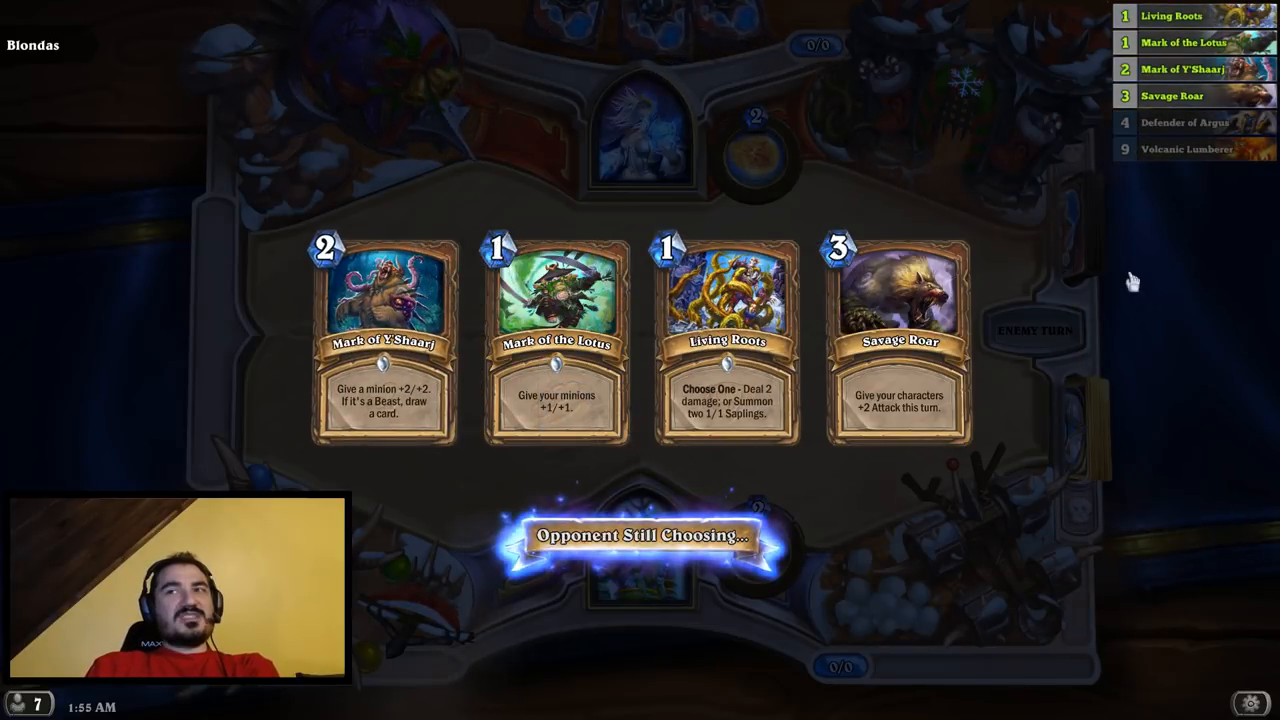 Blondas
0/0
1 Living Roots
1 Mark of the Lotus
2 Mark of Y'Shaarj
3 Savage Roar
4 Defender of Argus
9 Volcanic Lumberer
2
2
Mark of Y'Shaarj
Give a minion +2/+2.
If it's a Beast, draw
a card.
1
Mark of the Lotus
Give your minions
+1/+1.
1
Living Roots
Choose One - Deal 2
damage; or Summon
two 1/1 Saplings.
3
Savage Roar
Give your characters
+2 Attack this turn.
ENEMY TURN
2
Opponent Still Choosing...
MAX
0/0
7
1:55 AM